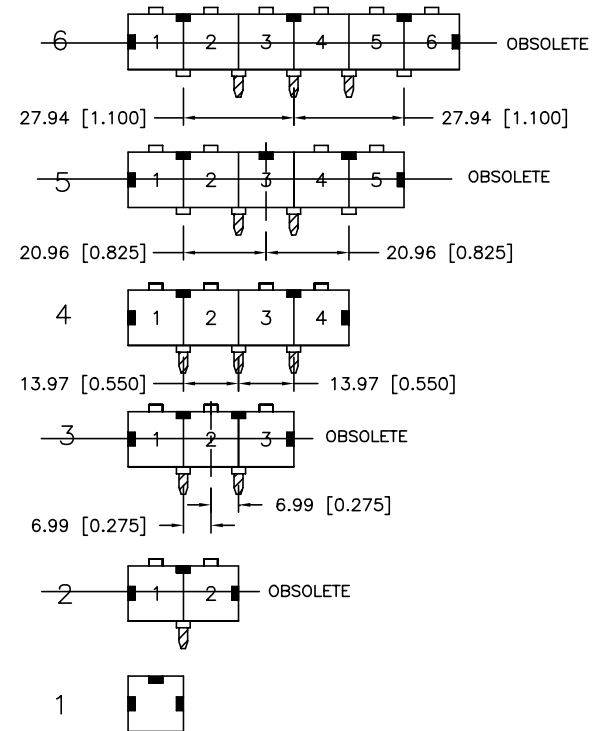 6 1 2 3 4 5 6 OBSOLETE
27.94 [1.100] 27.94 [1.100]
5 1 2 3 4 5 OBSOLETE
20.96 [0.825] 20.96 [0.825]
4 1 2 3 4
13.97 [0.550] 13.97 [0.550]
3 1 2 3 OBSOLETE
6.99 [0.275]
6.99 [0.275]
2 1 2 OBSOLETE
1